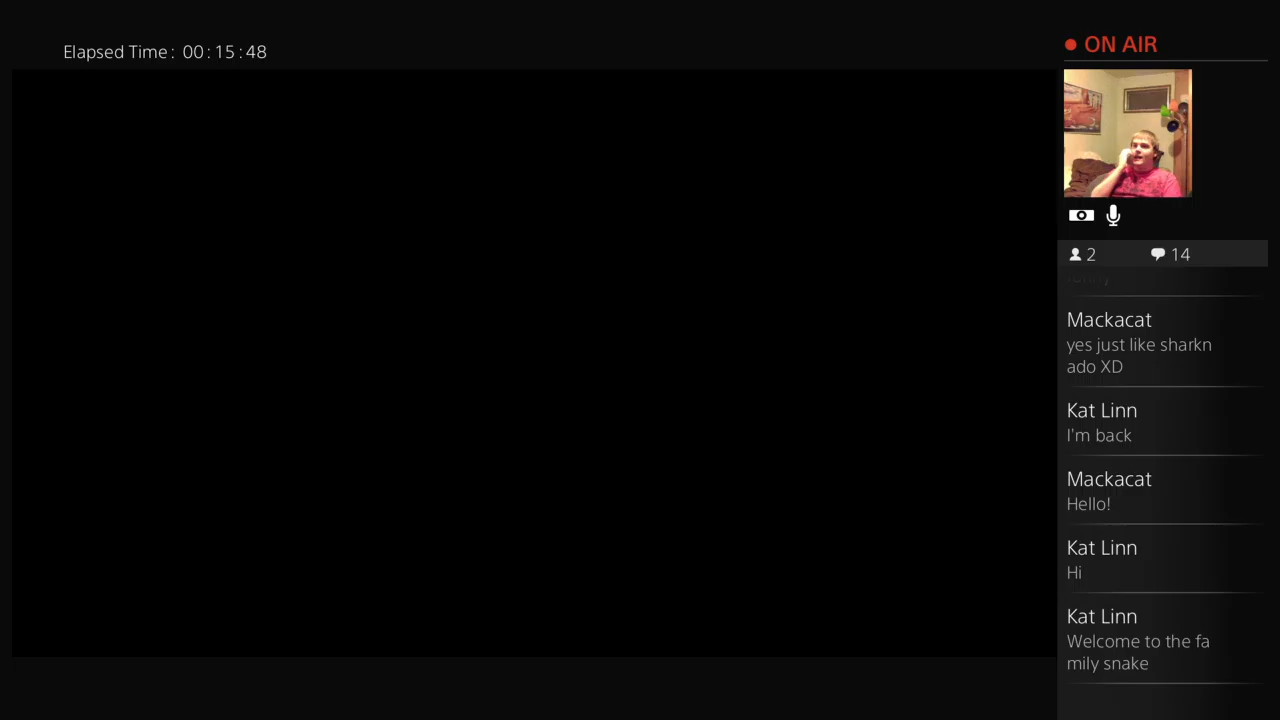 Elapsed Time: 00:15:48
ON AIR
2
14
Mackacat
yes just like sharkn
ado XD
Kat Linn
I'm back
Mackacat
Hello!
Kat Linn
Hi
Kat Linn
Welcome to the fa
mily snake